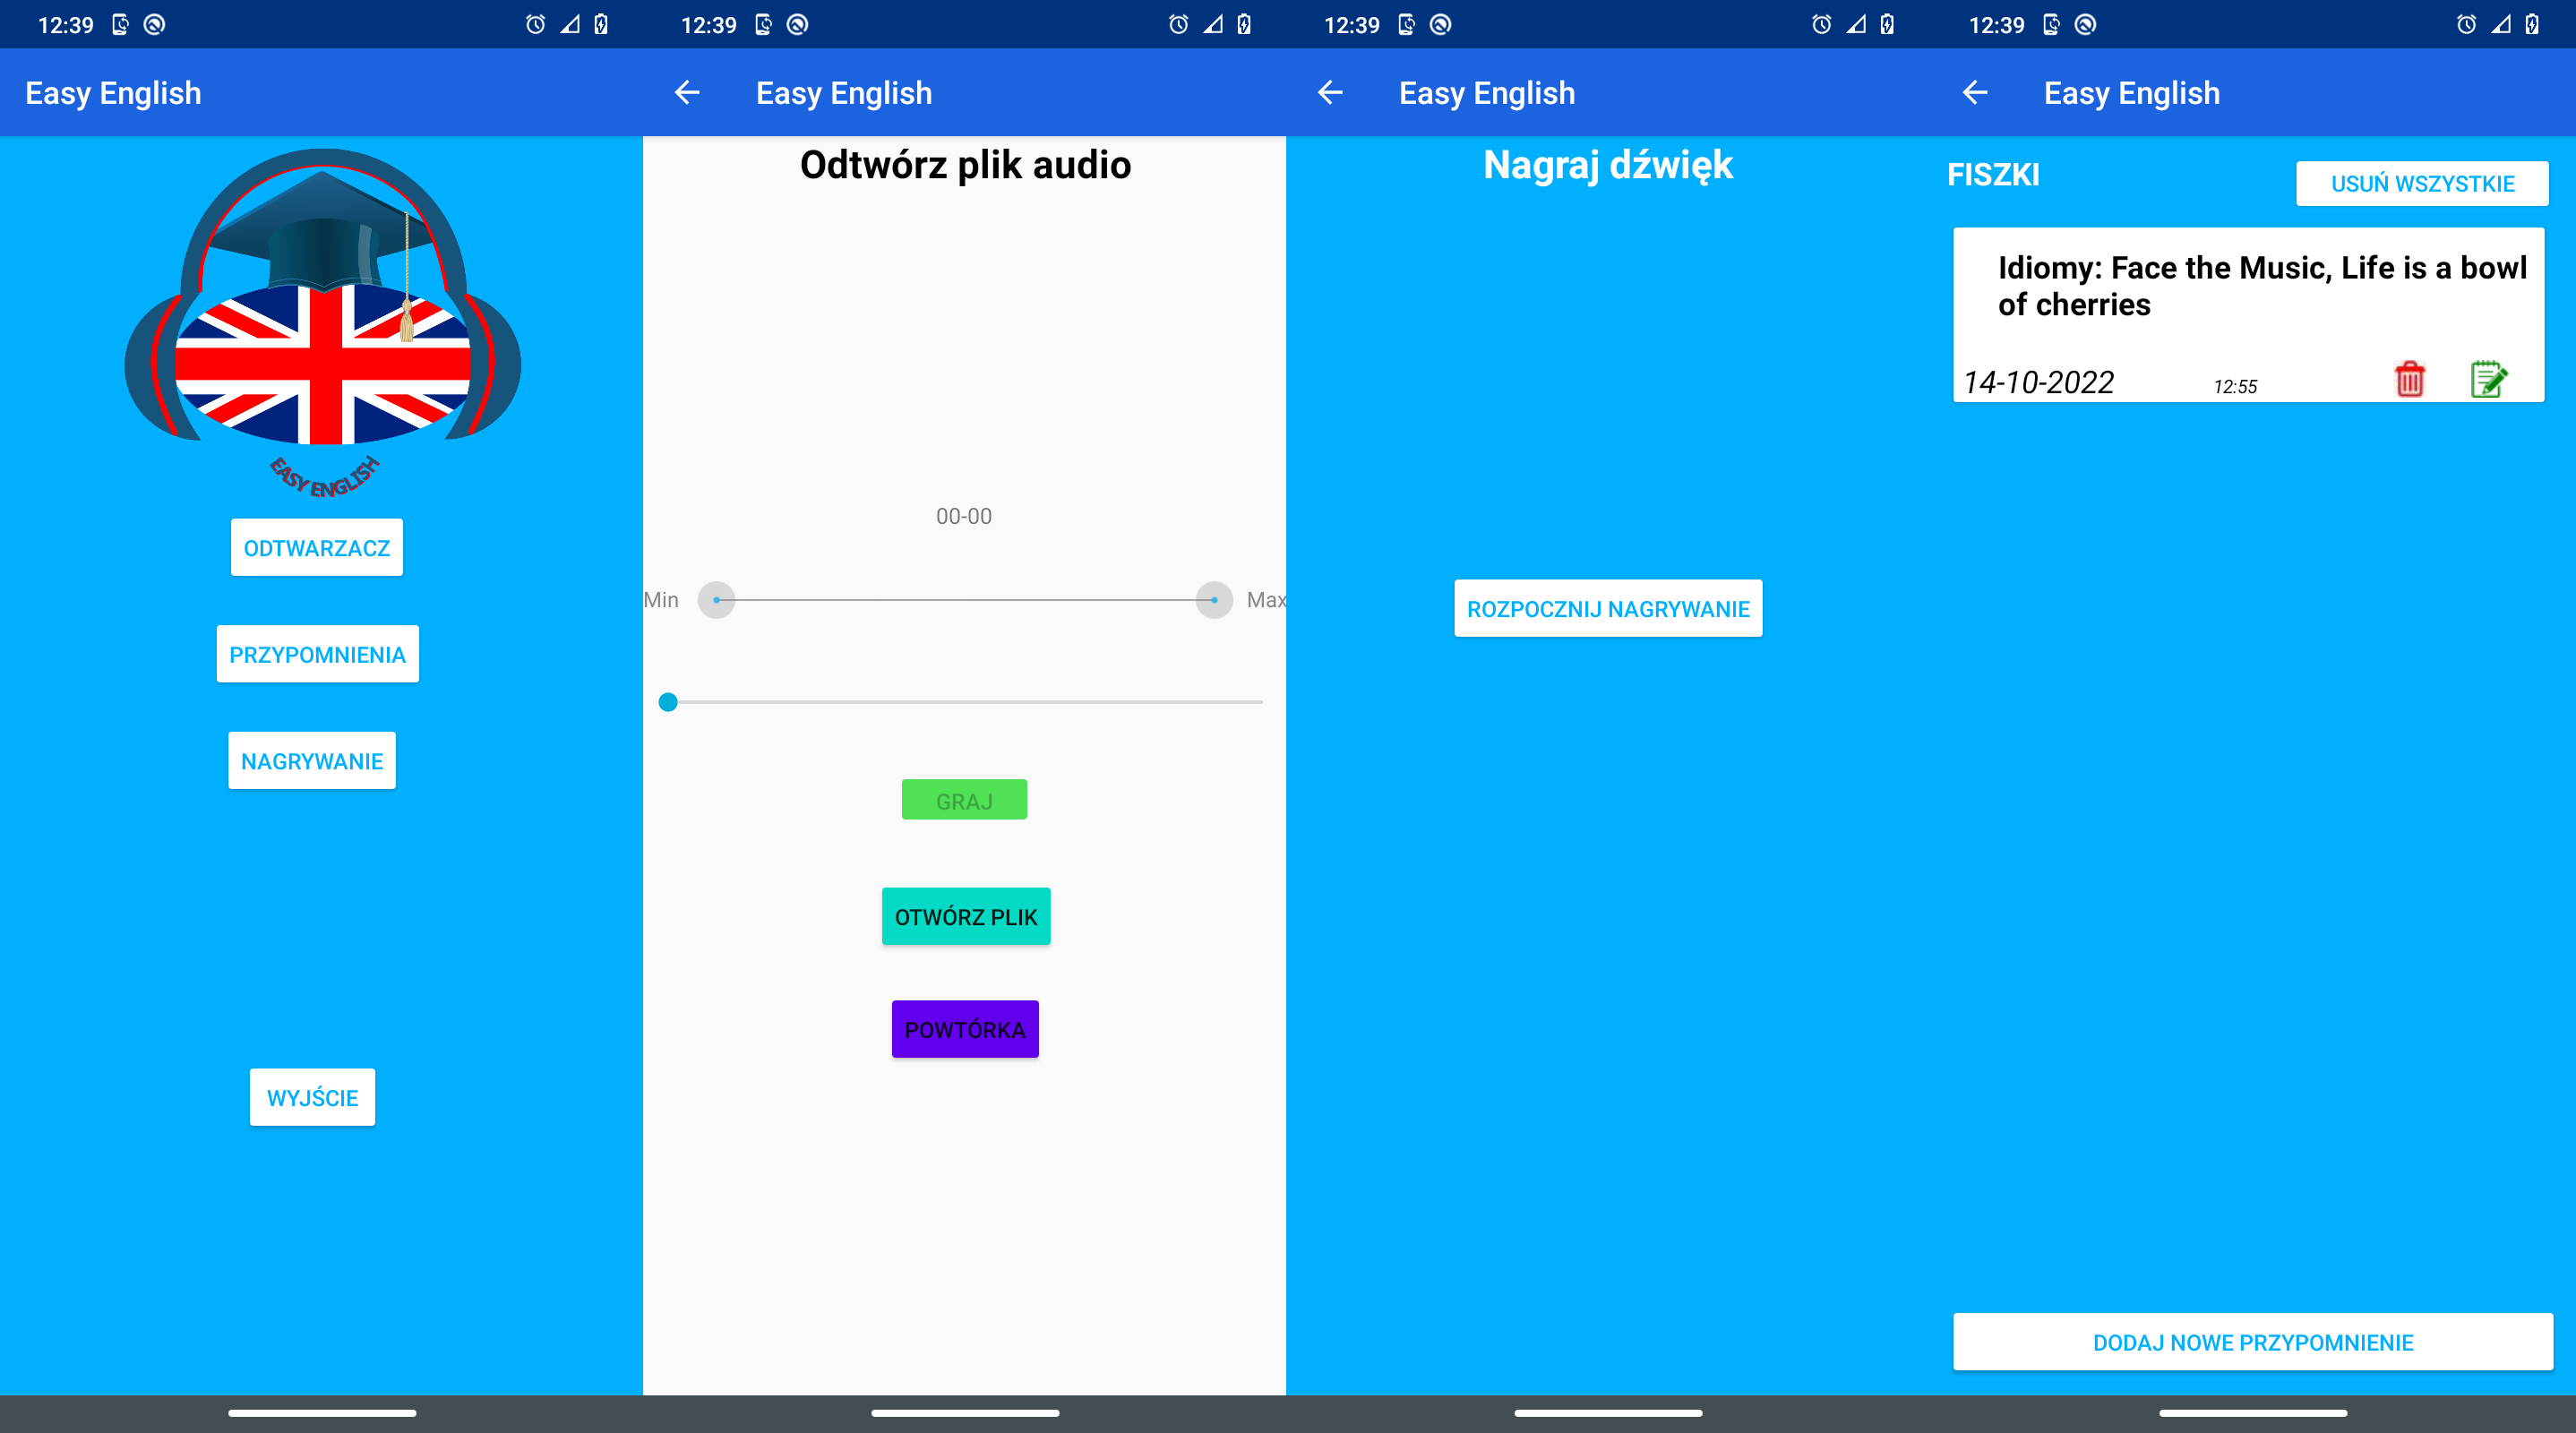 12:39
Easy English
EASY ENGLISH
ODTWARZACZ
PRZYPOMNIENIA
NAGRYWANIE
WYJŚCIE
12:39
Easy English
Odtwórz plik audio
00-00
Min Max
GRAJ
OTWÓRZ PLIK
POWTÓRKA
12:39
Easy English
Nagraj dźwięk
ROZPOCZNIJ NAGRYWANIE
12:39
Easy English
FISZKI
USUŃ WSZYSTKIE
Idiomy: Face the Music, Life is a bowl
of cherries
14-10-2022 12:55
DODAJ NOWE PRZYPOMNIENIE